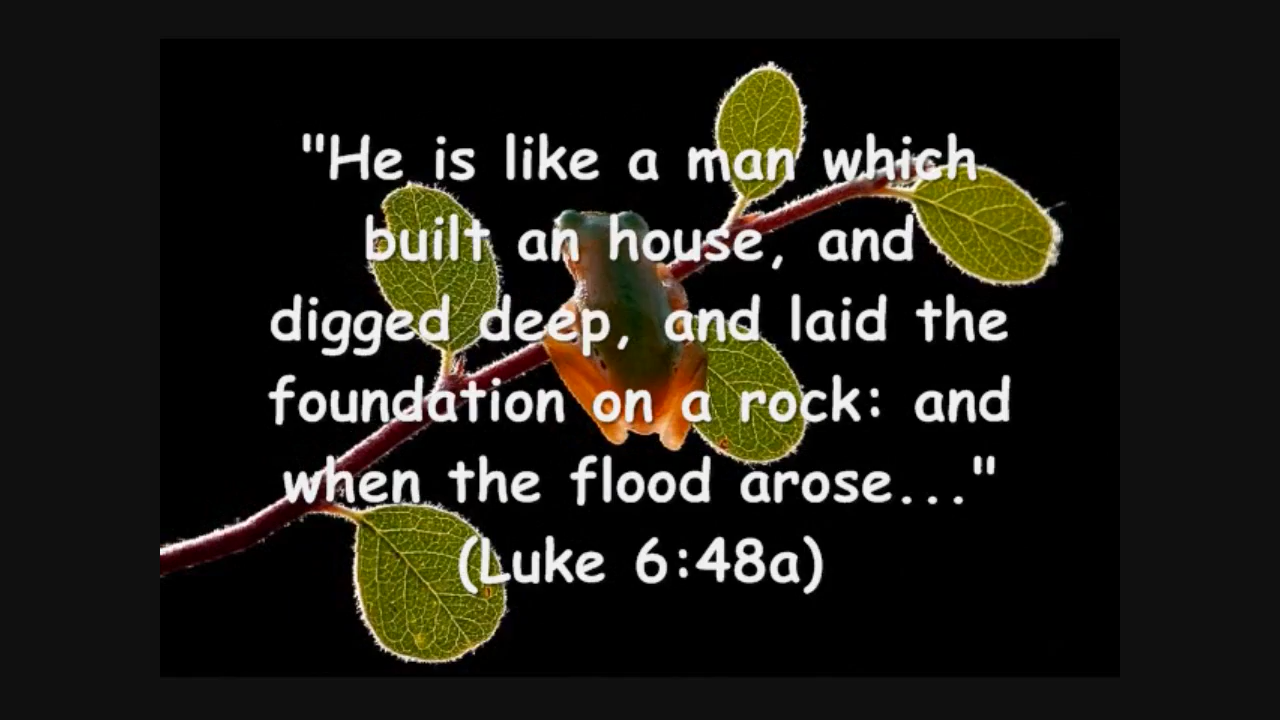 "He is like a man which
built an house, and
digged deep, and laid the
foundation on a rock: and
when the flood arose..."
(Luke 6:48a)